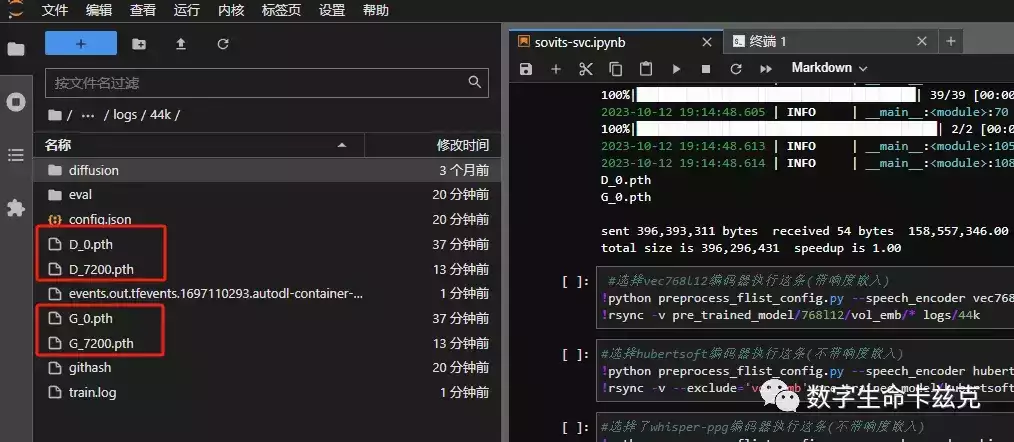 文件 编辑 查看 运行 内核 标签页 设置 帮助
按文件名过滤
/ ··· / logs / 44k /
名称 修改时间
diffusion 3 个月前
eval 20 分钟前
config.json 20 分钟前
D_0.pth 37 分钟前
D_7200.pth 13 分钟前
events.out.tfevents.1697110293.autodl-container-... 1 分钟前
G_0.pth 37 分钟前
G_7200.pth 13 分钟前
githash 20 分钟前
train.log 1 分钟前
sovits-svc.ipynb
终端 1
Markdown
100%| | 39/39 [00:00
2023-10-12 19:14:48.605 | INFO | __main__:<module>:70
100%| | 2/2 [00:0
2023-10-12 19:14:48.613 | INFO | __main__:<module>:105
2023-10-12 19:14:48.614 | INFO | __main__:<module>:108
D_0.pth
G_0.pth
sent 396,393,311 bytes received 54 bytes 158,557,346.00
total size is 396,296,431 speedup is 1.00
[ ]: #选择vec768l12编码器执行这条(带响度嵌入)
!python preprocess_flist_config.py --speech_encoder vec768
!rsync -v pre_trained_model/768l12/vol_emb/* logs/44k
[ ]: #选择hubertsoft编码器执行这条(不带响度嵌入)
!python preprocess_flist_config.py --speech_encoder hubert
!rsync -v --exclude='vol_emb' pre_trained_model/hubertsoft
[ ]: #选择了whisper-ppg编码器执行这条(不带响度嵌入)
数字生命卡兹克